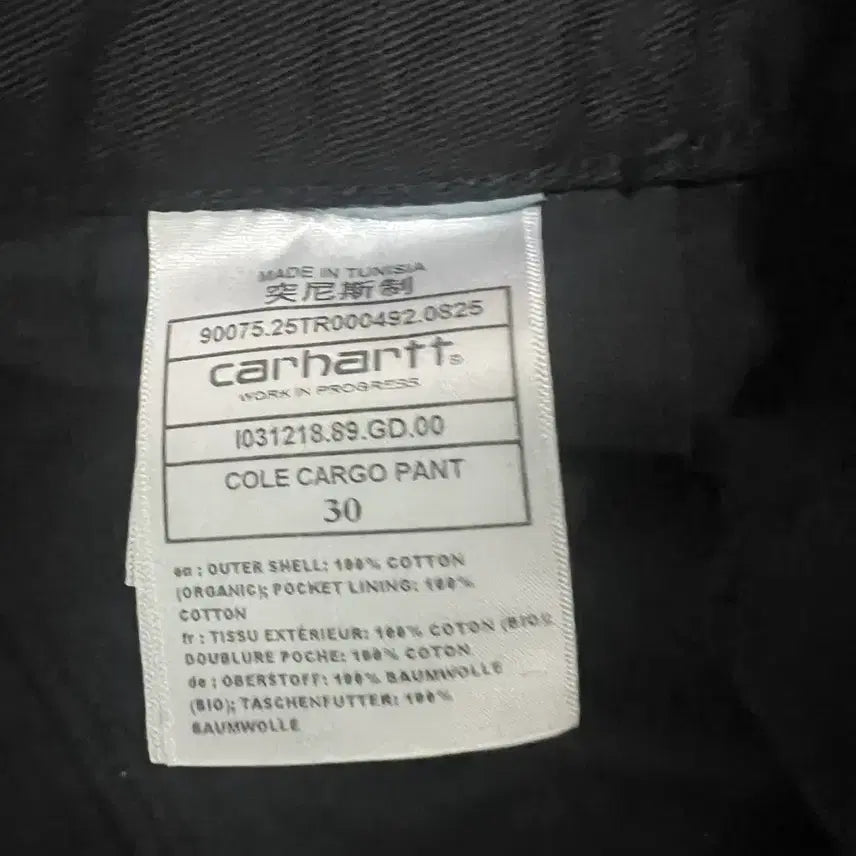 MADE IN TUNISIA
突尼斯制
90075.25TR000492.0825
carhartt®
WORK IN PROGRESS
I031218.89.GD.00
COLE CARGO PANT
30
en : OUTER SHELL: 100% COTTON
(ORGANIC); POCKET LINING: 100%
COTTON
fr : TISSU EXTÉRIEUR: 100% COTON (BIO);
DOUBLURE POCHE: 100% COTON
de : OBERSTOFF: 100% BAUMWOLLE
(BIO); TASCHENFUTTER: 100%
BAUMWOLLE